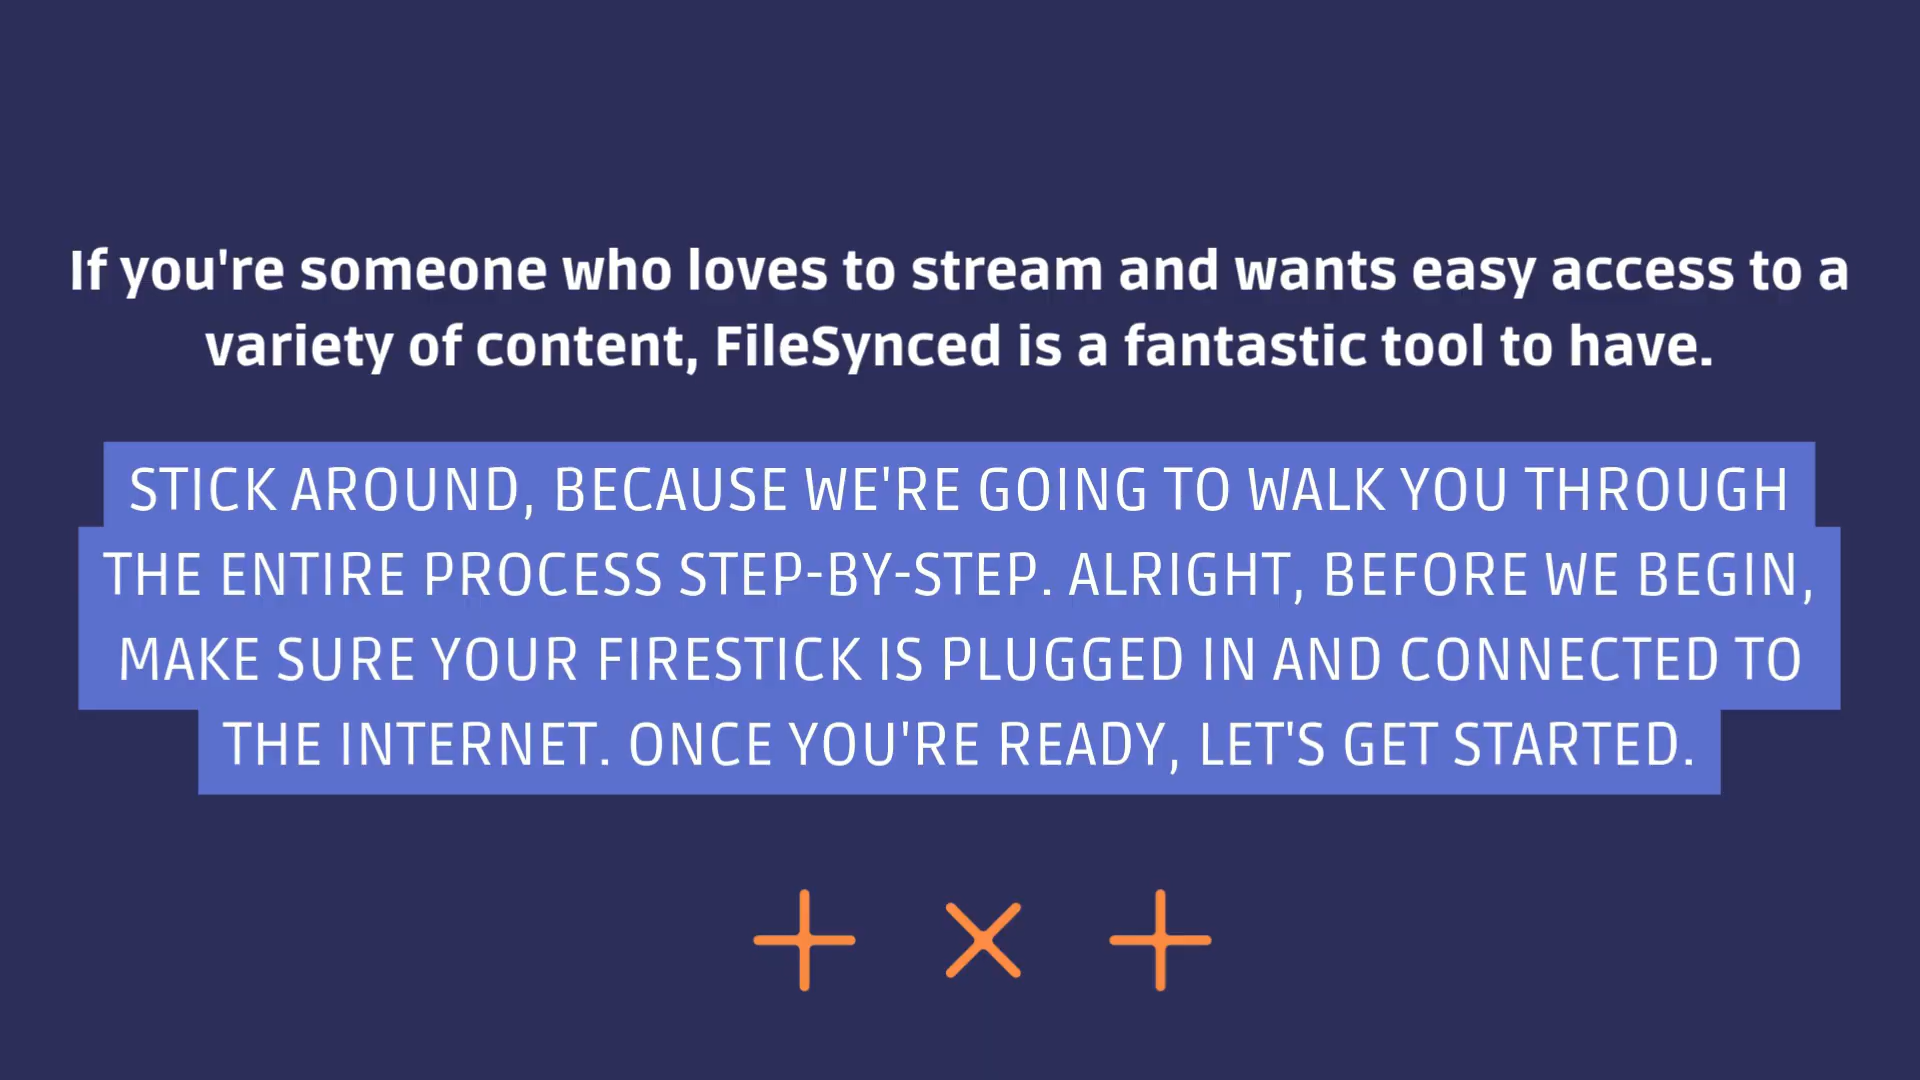 If you're someone who loves to stream and wants easy access to a
variety of content, FileSynced is a fantastic tool to have.
STICK AROUND, BECAUSE WE'RE GOING TO WALK YOU THROUGH
THE ENTIRE PROCESS STEP-BY-STEP. ALRIGHT, BEFORE WE BEGIN,
MAKE SURE YOUR FIRESTICK IS PLUGGED IN AND CONNECTED TO
THE INTERNET. ONCE YOU'RE READY, LET'S GET STARTED.